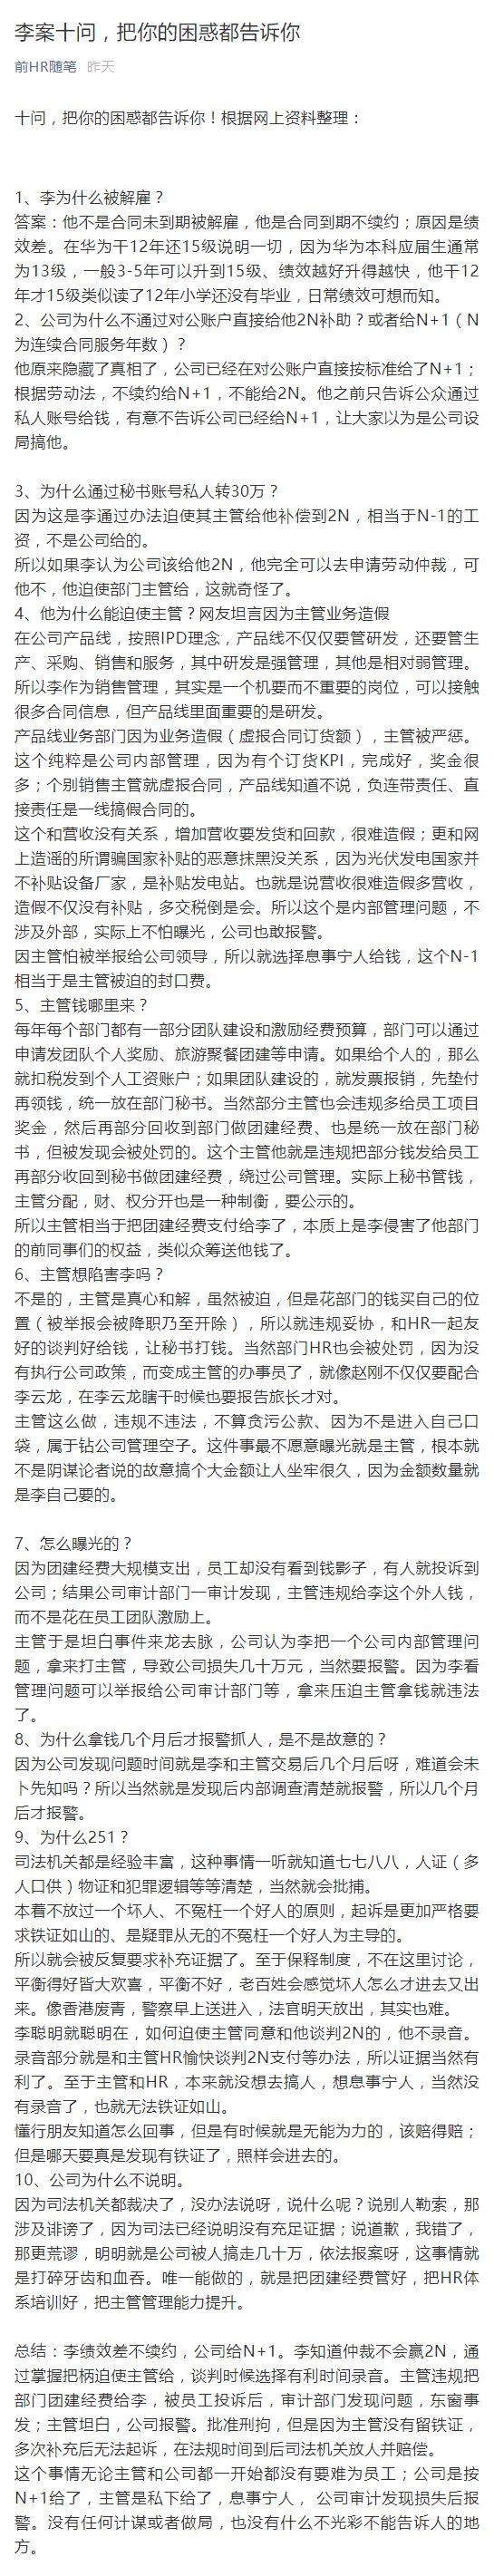 李案十问，把你的困惑都告诉你
前HR随笔 昨天
十问，把你的困惑都告诉你！根据网上资料整理：
1、李为什么被解雇？
答案：他不是合同未到期被解雇，他是合同到期不续约；原因是绩
效差。在华为干12年还15级说明一切，因为华为本科应届生通常
为13级，一般3-5年可以升到15级、绩效越好升得越快，他干12
年才15级类似读了12年小学还没有毕业，日常绩效可想而知。
2、公司为什么不通过对公账户直接给他2N补助？或者给N+1（N
为连续合同服务年数）？
他原来隐藏了真相了，公司已经在对公账户直接按标准给了N+1；
根据劳动法，不续约给N+1，不能给2N。他之前只告诉公众通过
私人账号给钱，有意不告诉公司已经给N+1，让大家以为是公司设
局搞他。
3、为什么通过秘书账号私人转30万？
因为这是李通过办法迫使其主管给他补偿到2N，相当于N-1的工
资，不是公司给的。
所以如果李认为公司该给他2N，他完全可以去申请劳动仲裁，可
他不，他迫使部门主管给，这就奇怪了。
4、他为什么能迫使主管？网友坦言因为主管业务造假
在公司产品线，按照IPD理念，产品线不仅仅要管研发，还要管生
产、采购、销售和服务，其中研发是强管理，其他是相对弱管理。
所以李作为销售管理，其实是一个机要而不重要的岗位，可以接触
很多合同信息，但产品线里面重要的是研发。
产品线业务部门因为业务造假（虚报合同订货额），主管被严惩。
这个纯粹是公司内部管理，因为有个订货KPI，完成好，奖金很
多；个别销售主管就虚报合同，产品线知道不说，负连带责任、直
接责任是一线搞假合同的。
这个和营收没有关系，增加营收要发货和回款，很难造假；更和网
上造谣的所谓骗国家补贴的恶意抹黑没关系，因为光伏发电国家并
不补贴设备厂家，是补贴发电站。也就是说营收很难造假多营收，
造假不仅没有补贴，多交税倒是会。所以这个是内部管理问题，不
涉及外部，实际上不怕曝光，公司也敢报警。
因主管怕被举报给公司领导，所以就选择息事宁人给钱，这个N-1
相当于是主管被迫的封口费。
5、主管钱哪里来？
每年每个部门都有一部分团队建设和激励经费预算，部门可以通过
申请发团队个人奖励、旅游聚餐团建等申请。如果给个人的，那么
就扣税发到个人工资账户；如果团队建设的，就发票报销，先垫付
再领钱，统一放在部门秘书。当然部分主管也会违规多给员工项目
奖金，然后再部分回收到部门做团建经费、也是统一放在部门秘
书，但被发现会被处罚的。这个主管他就是违规把部分钱发给员工
再部分收回到秘书做团建经费，绕过公司管理。实际上秘书管钱，
主管分配，财、权分开也是一种制衡，要公示的。
所以主管相当于把团建经费支付给李了，本质上是李侵害了他部门
的前同事们的权益，类似众筹送他钱了。
6、主管想陷害李吗？
不是的，主管是真心和解，虽然被迫，但是花部门的钱买自己的位
置（被举报会被降职乃至开除），所以就违规妥协，和HR一起友
好的谈判好给钱，让秘书打钱。当然部门HR也会被处罚，因为没
有执行公司政策，而变成主管的办事员了，就像赵刚不仅仅要配合
李云龙，在李云龙瞎干时候也要报告旅长才对。
主管这么做，违规不违法，不算贪污公款、因为不是进入自己口
袋，属于钻公司管理空子。这件事最不愿意曝光就是主管，根本就
不是阴谋论者说的故意搞个大金额让人坐牢很久，因为金额数量就
是李自己要的。
7、怎么曝光的？
因为团建经费大规模支出，员工却没有看到钱影子，有人就投诉到
公司；结果公司审计部门一审计发现，主管违规给李这个外人钱，
而不是花在员工团队激励上。
主管于是坦白事件来龙去脉，公司认为李把一个公司内部管理问
题，拿来打主管，导致公司损失几十万元，当然要报警。因为李看
管理问题可以举报给公司审计部门等，拿来压迫主管拿钱就违法
了。
8、为什么拿钱几个月后才报警抓人，是不是故意的？
因为公司发现问题时间就是李和主管交易后几个月后呀，难道会未
卜先知吗？所以当然就是发现后内部调查清楚就报警，所以几个月
后才报警。
9、为什么251？
司法机关都是经验丰富，这种事情一听就知道七七八八，人证（多
人口供）物证和犯罪逻辑等等清楚，当然就会批捕。
本着不放过一个坏人、不冤枉一个好人的原则，起诉是更加严格要
求铁证如山的、是疑罪从无的不冤枉一个好人为主导的。
所以就会被反复要求补充证据了。至于保释制度，不在这里讨论，
平衡得好皆大欢喜，平衡不好，老百姓会感觉坏人怎么才进去又出
来。像香港废青，警察早上送进入，法官明天放出，其实也难。
李聪明就聪明在，如何迫使主管同意和他谈判2N的，他不录音。
录音部分就是和主管HR愉快谈判2N支付等办法，所以证据当然有
利了。至于主管和HR，本来就没想去搞人，想息事宁人，当然没
有录音了，也就无法铁证如山。
懂行朋友知道怎么回事，但是有时候就是无能为力的，该赔得赔；
但是哪天要真是发现有铁证了，照样会进去的。
10、公司为什么不说明。
因为司法机关都裁决了，没办法说呀，说什么呢？说别人勒索，那
涉及诽谤了，因为司法已经说明没有充足证据；说道歉，我错了，
那更荒谬，明明就是公司被人搞走几十万，依法报案呀，这事情就
是打碎牙齿和血吞。唯一能做的，就是把团建经费管好，把HR体
系培训好，把主管管理能力提升。
总结：李绩效差不续约，公司给N+1。李知道仲裁不会赢2N，通
过掌握把柄迫使主管给，谈判时候选择有利时间录音。主管违规把
部门团建经费给李，被员工投诉后，审计部门发现问题，东窗事
发；主管坦白，公司报警。批准刑拘，但是因为主管没有留铁证，
多次补充后无法起诉，在法规时间到后司法机关放人并赔偿。
这个事情无论主管和公司都一开始都没有要难为员工；公司是按
N+1给了，主管是私下给了，息事宁人， 公司审计发现损失后报
警。没有任何计谋或者做局，也没有什么不光彩不能告诉人的地
方。